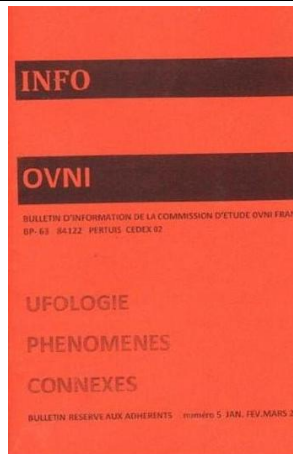 INFO
OVNI
BULLETIN D'INFORMATION DE LA COMMISSION D'ETUDE OVNI FRAN
BP- 63 84122 PERTUIS CEDEX 02
UFOLOGIE
PHENOMENES
CONNEXES
BULLETIN RESERVE AUX ADHERENTS numéro 5 JAN. FEV.MARS 2